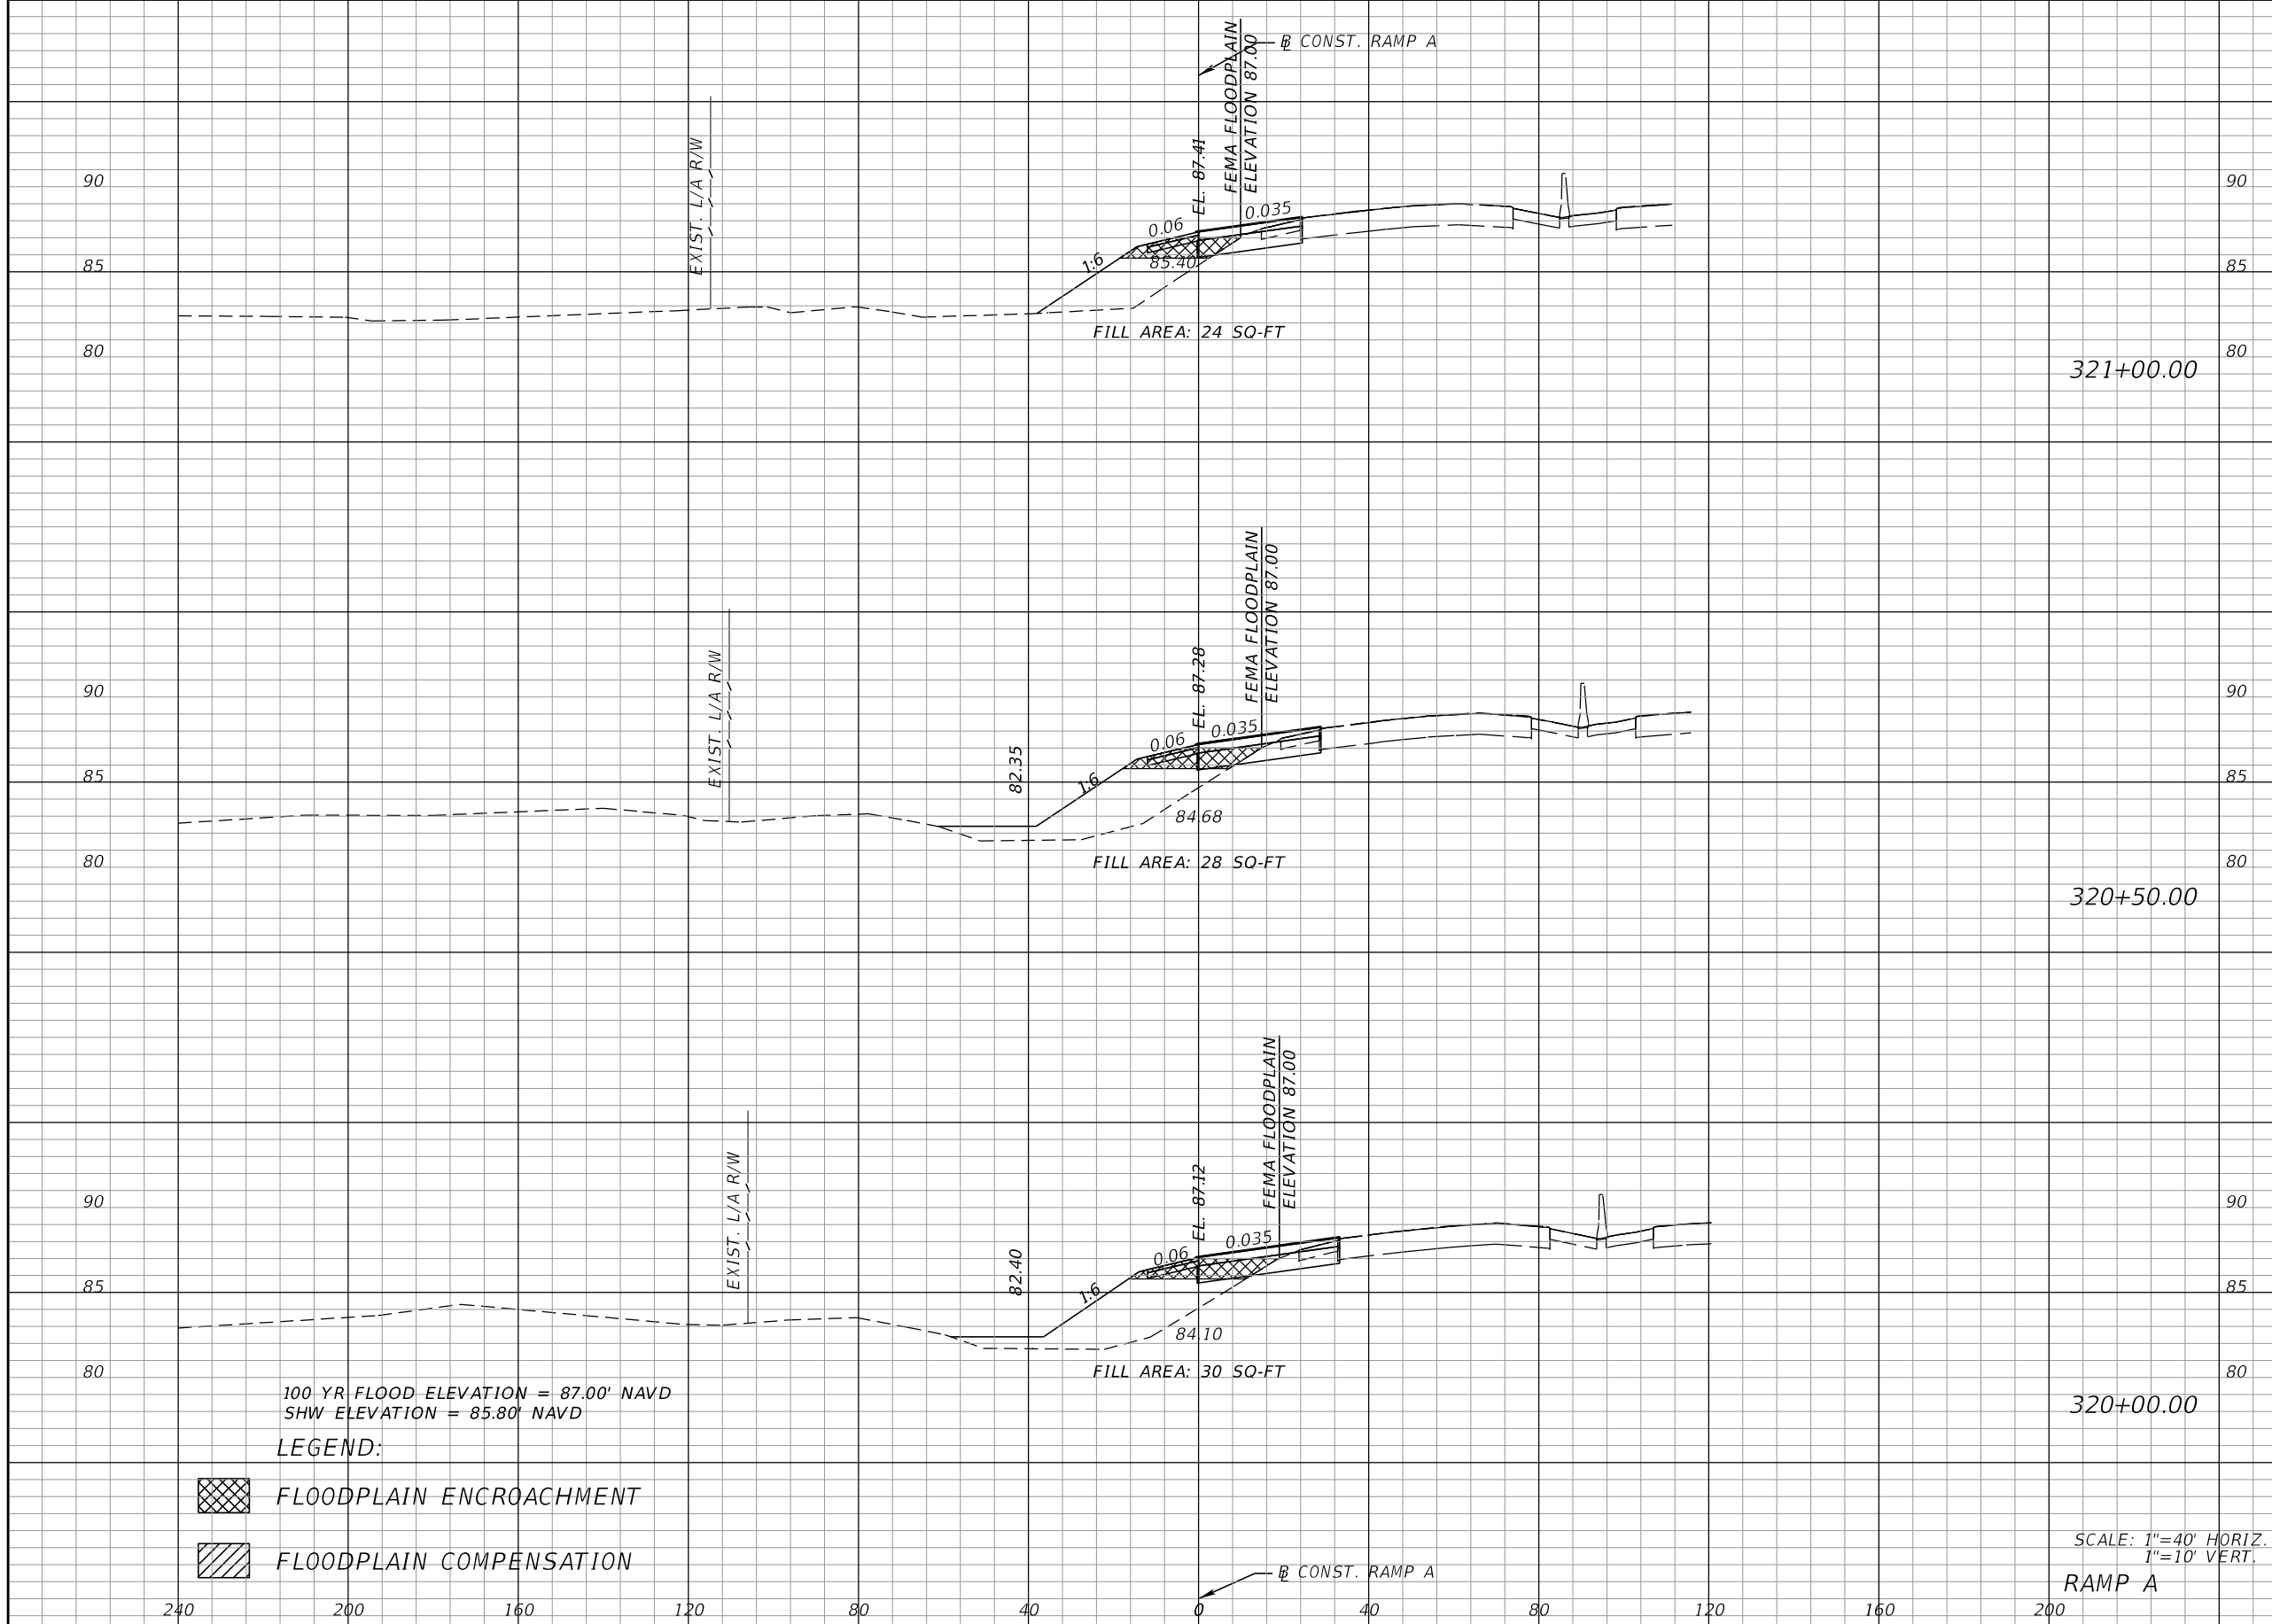 ℄ CONST. RAMP A
FEMA FLOODPLAIN
ELEVATION 87.00
EL. 87.41
EXIST. L/A R/W
90
90
0.06
0.035
1:6
85.40
85
85
FILL AREA: 24 SQ-FT
80
80
321+00.00
FEMA FLOODPLAIN
ELEVATION 87.00
EL. 87.28
EXIST. L/A R/W
90
90
0.06
0.035
82.35
1:6
85
85
84.68
FILL AREA: 28 SQ-FT
80
80
320+50.00
FEMA FLOODPLAIN
ELEVATION 87.00
EL. 87.12
EXIST. L/A R/W
90
90
0.06
0.035
82.40
1:6
85
85
84.10
FILL AREA: 30 SQ-FT
80
80
320+00.00
100 YR FLOOD ELEVATION = 87.00' NAVD
SHW ELEVATION = 85.80' NAVD
LEGEND:
FLOODPLAIN ENCROACHMENT
FLOODPLAIN COMPENSATION
℄ CONST. RAMP A
SCALE: 1"=40' HORIZ.
1"=10' VERT.
RAMP A
240 200 160 120 80 40 0 40 80 120 160 200